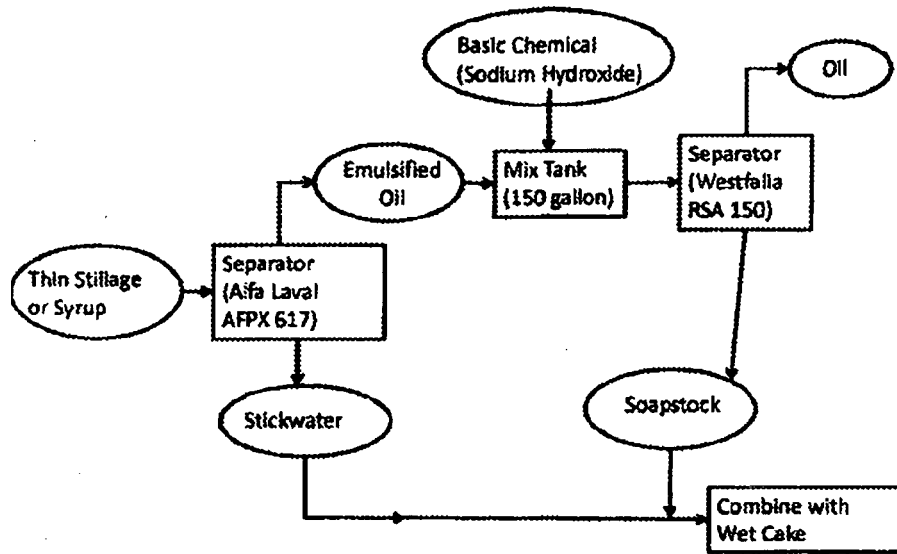 Basic Chemical
(Sodium Hydroxide)
Oil
Emulsified
Oil
Mix Tank
(150 gallon)
Separator
(Westfalia
RSA 150)
Thin Stillage
or Syrup
Separator
(Alfa Laval
AFPX 617)
Stickwater
Soapstock
Combine with
Wet Cake